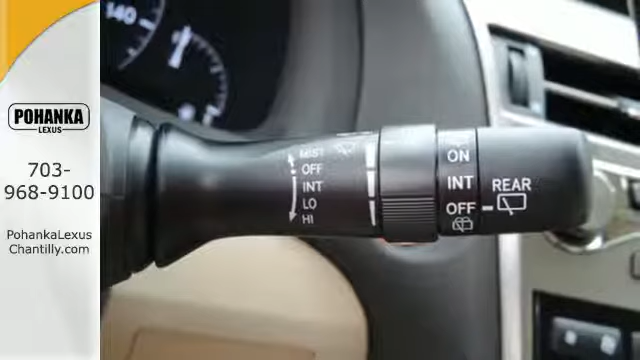 POHANKA
LEXUS
703-
968-9100
PohankaLexus
Chantilly.com
140
MIST
OFF
INT
LO
HI
ON
INT
OFF
REAR